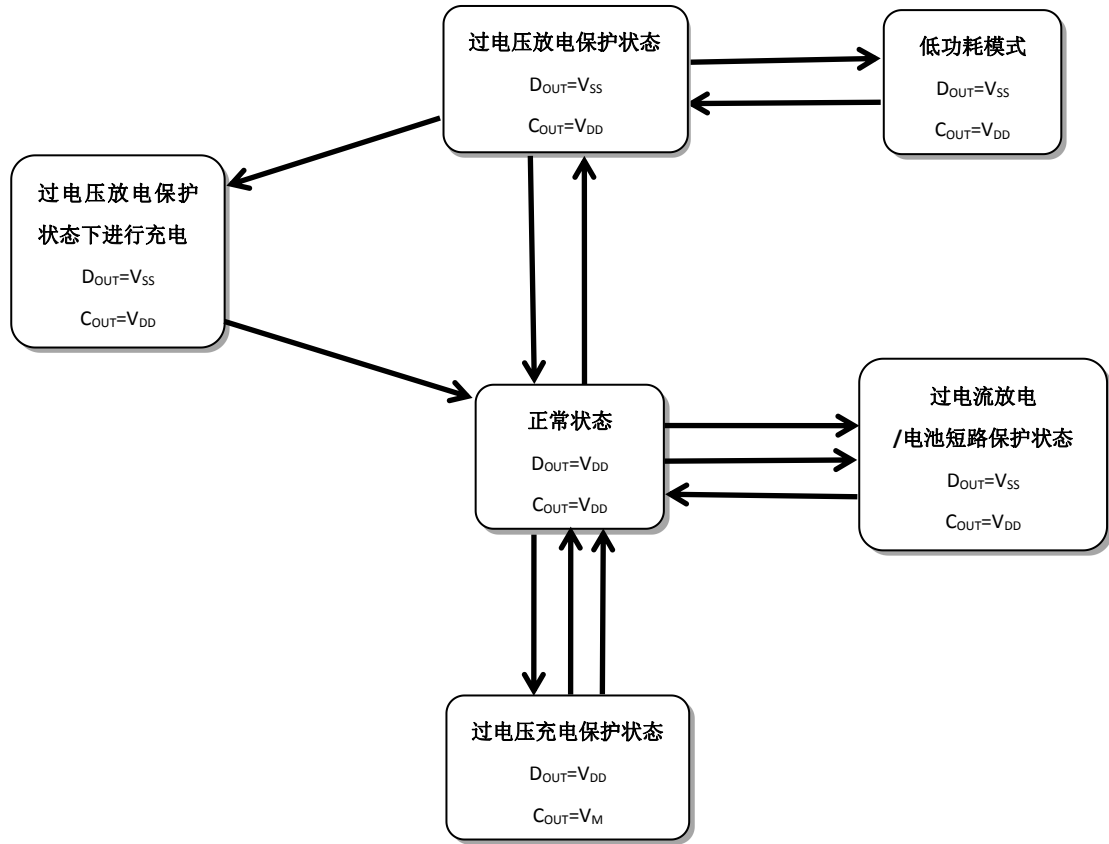 过电压放电保护状态
DOUT=VSS
COUT=VDD
低功耗模式
DOUT=VSS
COUT=VDD
过电压放电保护
状态下进行充电
DOUT=VSS
COUT=VDD
正常状态
DOUT=VDD
COUT=VDD
过电流放电
/电池短路保护状态
DOUT=VSS
COUT=VDD
过电压充电保护状态
DOUT=VDD
COUT=VM